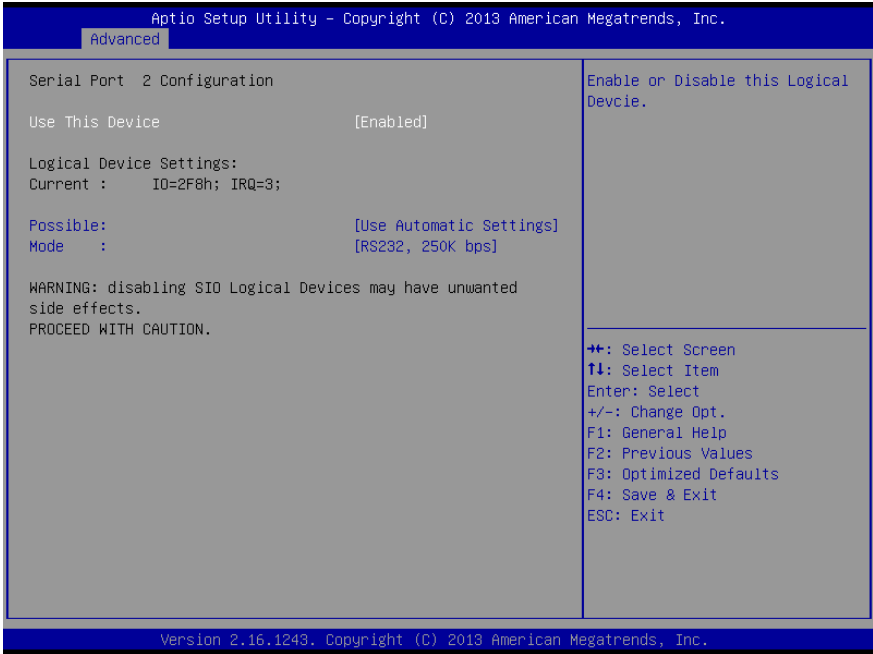 Aptio Setup Utility – Copyright (C) 2013 American Megatrends, Inc.
Advanced
Serial Port 2 Configuration
Use This Device [Enabled]
Logical Device Settings:
Current : IO=2F8h; IRQ=3;
Possible: [Use Automatic Settings]
Mode : [RS232, 250K bps]
WARNING: disabling SIO Logical Devices may have unwanted
side effects.
PROCEED WITH CAUTION.
Enable or Disable this Logical
Devcie.
→←: Select Screen
↑↓: Select Item
Enter: Select
+/-: Change Opt.
F1: General Help
F2: Previous Values
F3: Optimized Defaults
F4: Save & Exit
ESC: Exit
Version 2.16.1243. Copyright (C) 2013 American Megatrends, Inc.